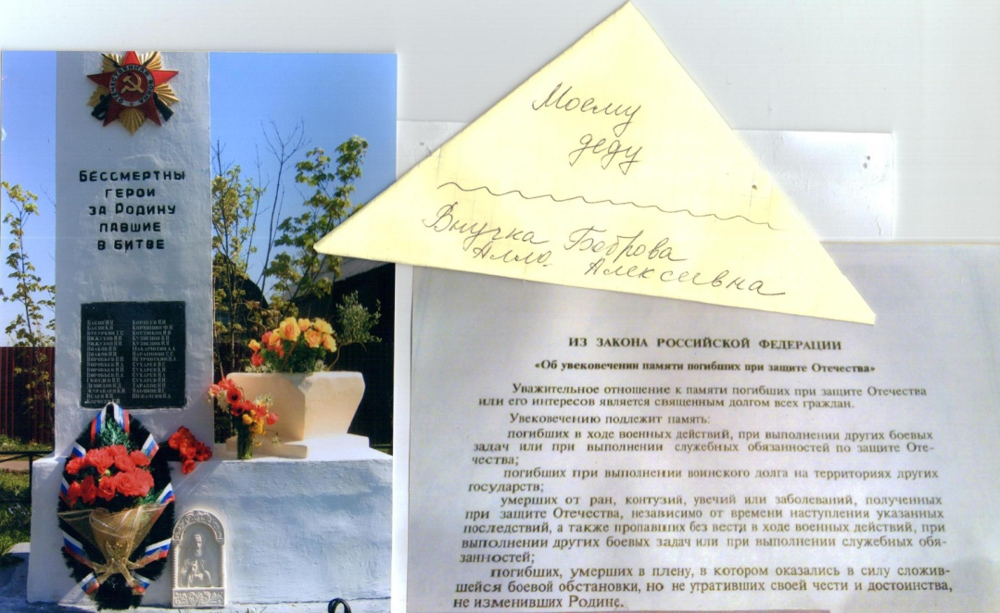 БЕССМЕРТНЫ
ГЕРОИ
ЗА РОДИНУ
ПАВШИЕ
В БИТВЕ
Моему
деду
Внучка Боброва
Алла Алексеевна
ИЗ ЗАКОНА РОССИЙСКОЙ ФЕДЕРАЦИИ
«Об увековечении памяти погибших при защите Отечества»
Уважительное отношение к памяти погибших при защите Отечества
или его интересов является священным долгом всех граждан.
Увековечению подлежит память:
погибших в ходе военных действий, при выполнении других боевых
задач или при выполнении служебных обязанностей по защите Оте-
чества;
погибших при выполнении воинского долга на территориях других
государств;
умерших от ран, контузий, увечий или заболеваний, полученных
при защите Отечества, независимо от времени наступления указанных
последствий, а также пропавших без вести в ходе военных действий, при
выполнении других боевых задач или при выполнении служебных обя-
занностей;
погибших, умерших в плену, в котором оказались в силу сложив-
шейся боевой обстановки, но не утративших своей чести и достоинства,
не изменивших Родине.